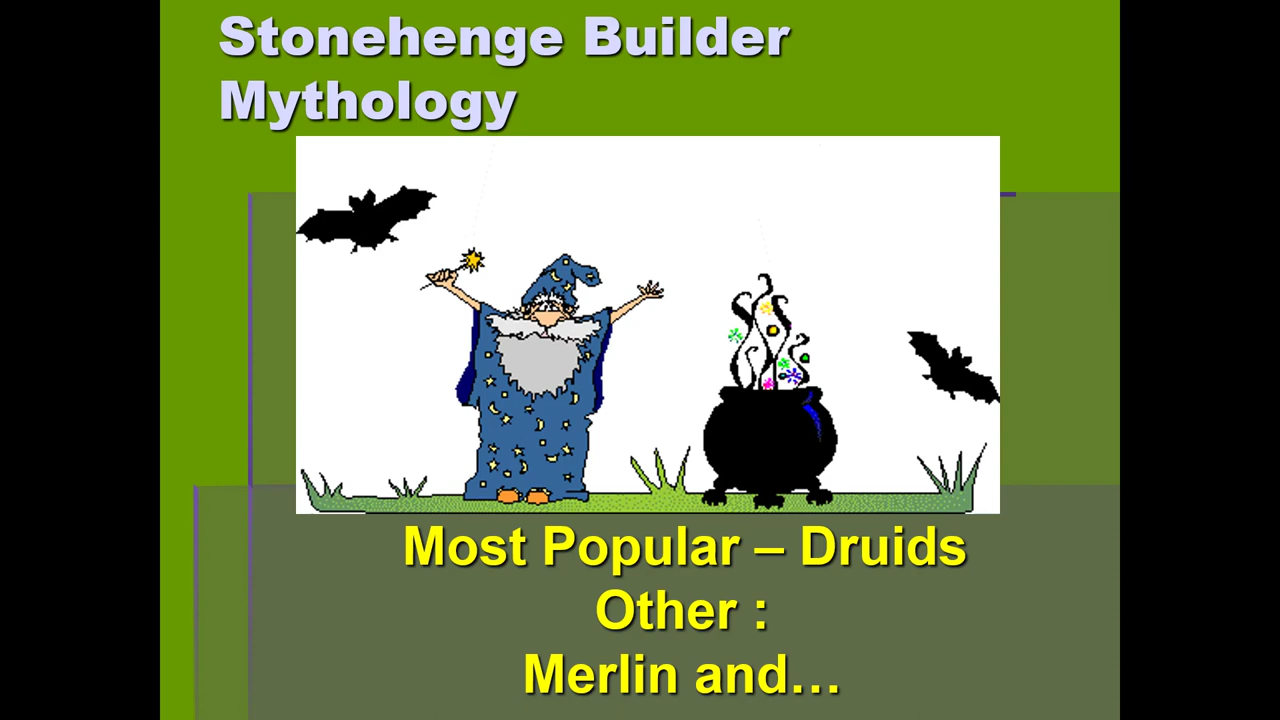 Stonehenge Builder
Mythology
Most Popular – Druids
Other :
Merlin and…